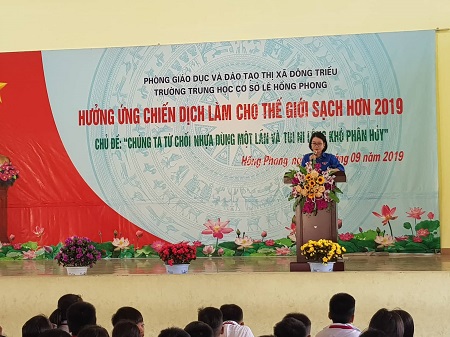 PHÒNG GIÁO DỤC VÀ ĐÀO TẠO THỊ XÃ ĐÔNG TRIỀU
TRƯỜNG TRUNG HỌC CƠ SỞ LÊ HỒNG PHONG
HƯỞNG ỨNG CHIẾN DỊCH LÀM CHO THẾ GIỚI SẠCH HƠN 2019
CHỦ ĐỀ: "CHÚNG TA TỪ CHỐI NHỰA DÙNG MỘT LẦN VÀ TÚI NI LÔNG KHÓ PHÂN HỦY"
Hồng Phong, 09 năm 2019